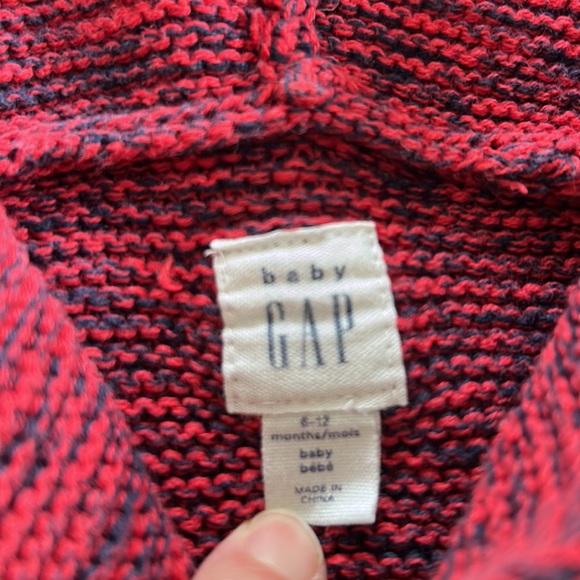 baby
GAP
6-12
months/mois
baby
bébé
MADE IN
CHINA